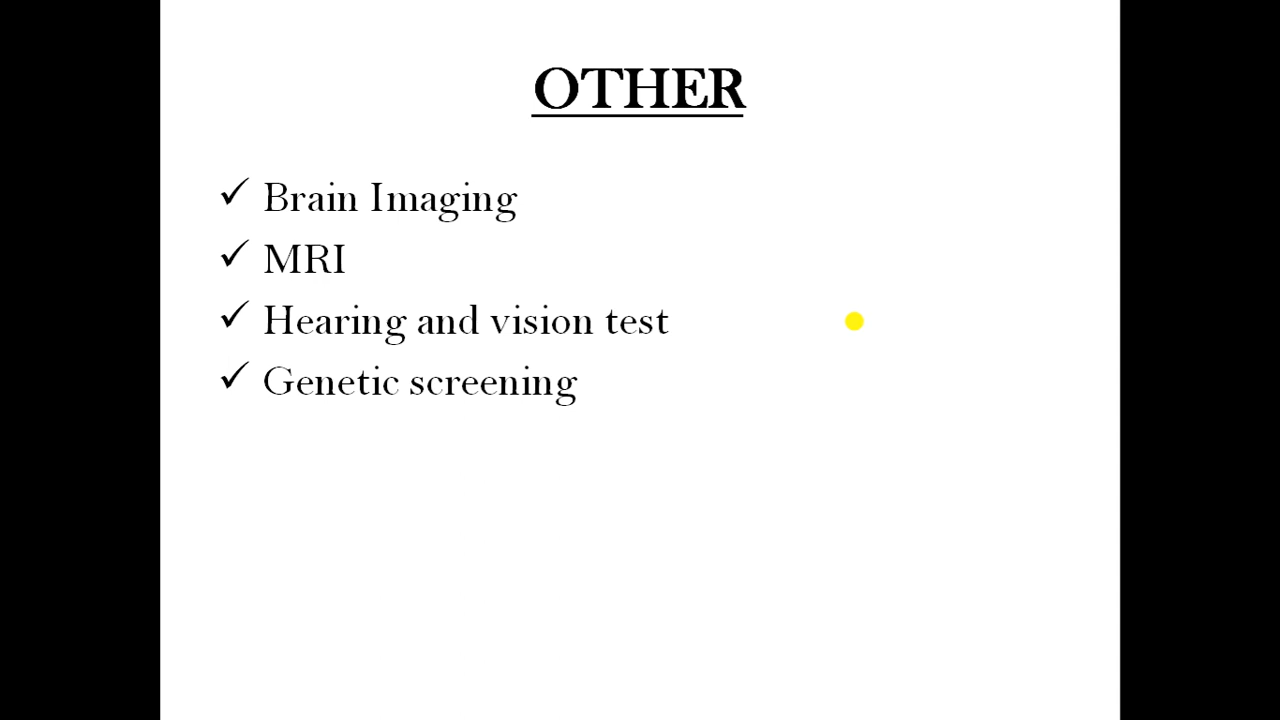 OTHER
✓ Brain Imaging
✓ MRI
✓ Hearing and vision test
✓ Genetic screening